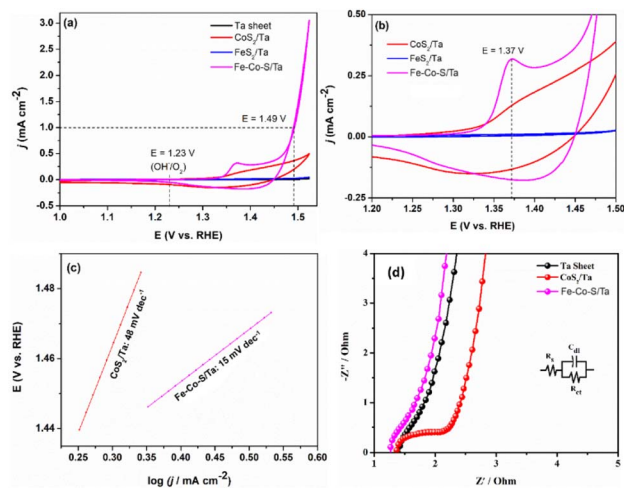 (a)
Ta sheet
CoS₂/Ta
FeS₂/Ta
Fe-Co-S/Ta
E = 1.49 V
E = 1.23 V
(OH⁻/O₂)
3.0
2.5
2.0
1.5
1.0
0.5
0.0
-0.5
j (mA cm⁻²)
1.0 1.1 1.2 1.3 1.4 1.5
E (V vs. RHE)
(b)
CoS₂/Ta
FeS₂/Ta
Fe-Co-S/Ta
E = 1.37 V
0.50
0.25
0.00
-0.25
j (mA cm⁻²)
1.20 1.25 1.30 1.35 1.40 1.45 1.50
E (V vs. RHE)
(c)
CoS₂/Ta: 48 mV dec⁻¹
Fe-Co-S/Ta: 15 mV dec⁻¹
1.48
1.46
1.44
E (V vs. RHE)
0.20 0.25 0.30 0.35 0.40 0.45 0.50 0.55 0.60
log (j / mA cm⁻²)
(d)
Ta Sheet
CoS₂/Ta
Fe-Co-S/Ta
Rₛ
C_dl
R_ct
4
3
2
1
0
-Z'' / Ohm
1 2 3 4
Z' / Ohm